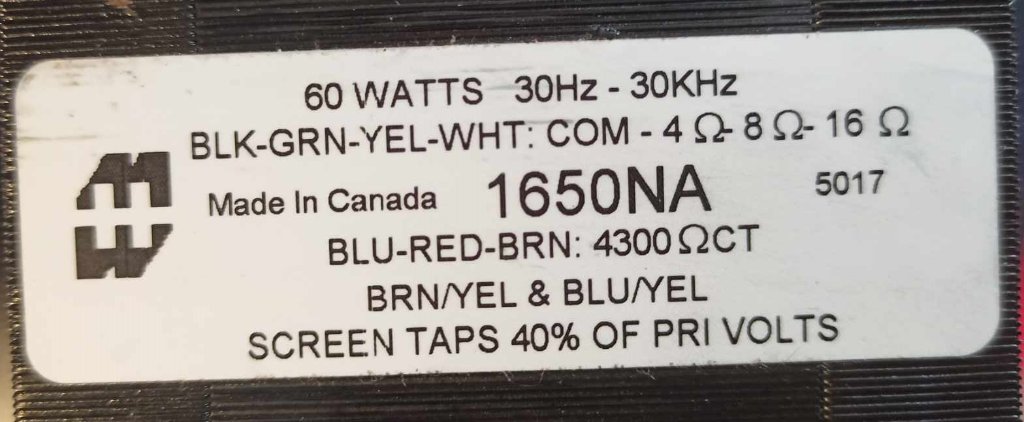 60 WATTS 30Hz - 30KHz
BLK-GRN-YEL-WHT: COM - 4 Ω- 8 Ω- 16 Ω
Made In Canada 1650NA 5017
BLU-RED-BRN: 4300 ΩCT
BRN/YEL & BLU/YEL
SCREEN TAPS 40% OF PRI VOLTS